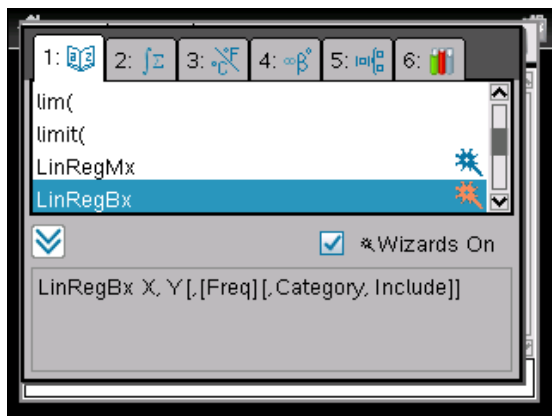 1: 2: ∫Σ 3: °C°F 4: ∞β° 5: 6:
lim(
limit(
LinRegMx
LinRegBx
Wizards On
LinRegBx X, Y[,[Freq][,Category, Include]]